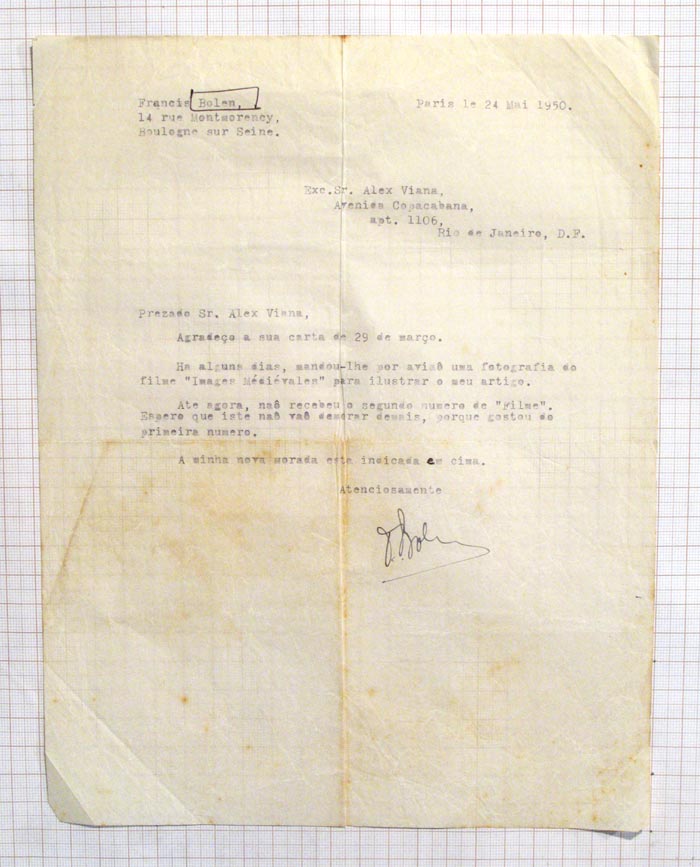 Francis Bolen,
14 rue Montmorency,
Boulogne sur Seine.
Paris le 24 Mai 1950.
Exc.Sr. Alex Viana,
Avenida Copacabana,
apt. 1106,
Rio de Janeiro, D.F.
Prezado Sr. Alex Viana,
Agradeço a sua carta de 29 de março.
Ha alguns dias, mandou-lhe por aviaõ uma fotografia do
filme "Images Médiévales" para ilustrar o meu artigo.
Ate agora, naõ recebeu o segundo numero de "Filme".
Espero que iste naõ vaõ demorar demais, porque gostou do
primeira numero.
A minha nova morada esta indicada em cima.
Atenciosamente
F. Bolen